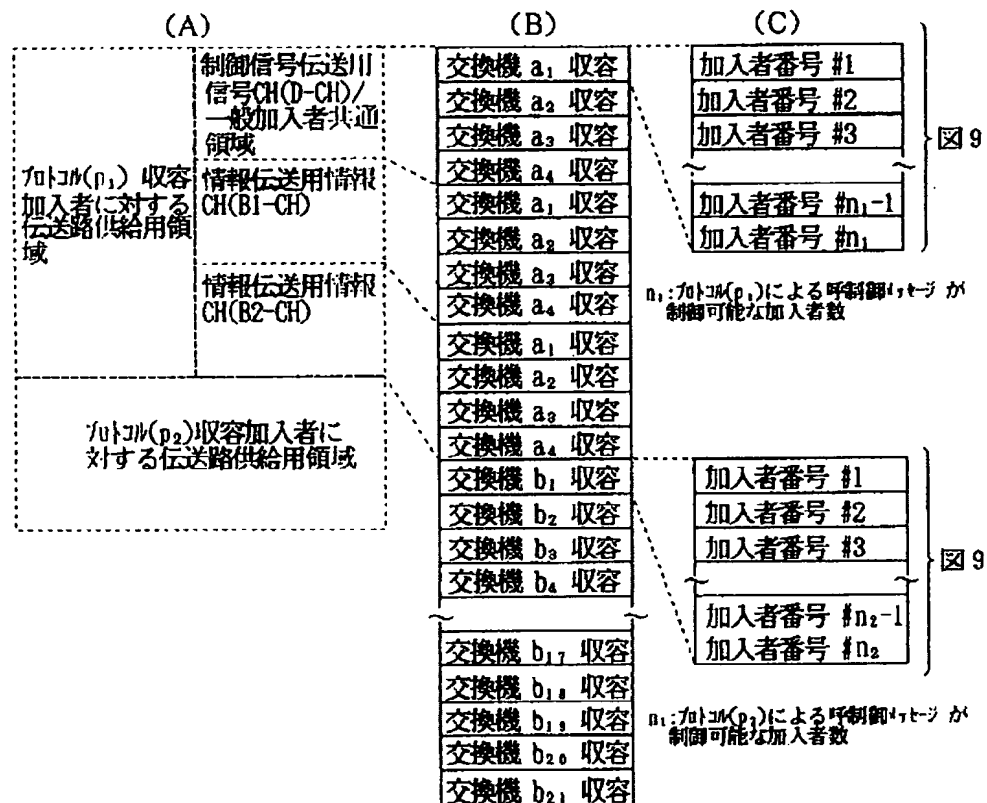 (A)
制御信号伝送用
信号CH(D-CH)/
一般加入者共通
領域
プロトコル(p₁) 収容
加入者に対する
伝送路供給用領
域
情報伝送用情報
CH(B1-CH)
情報伝送用情報
CH(B2-CH)
プロトコル(p₂)収容加入者に
対する伝送路供給用領域
(B)
交換機 a₁ 収容
交換機 a₂ 収容
交換機 a₃ 収容
交換機 a₄ 収容
交換機 a₁ 収容
交換機 a₂ 収容
交換機 a₃ 収容
交換機 a₄ 収容
交換機 a₁ 収容
交換機 a₂ 収容
交換機 a₃ 収容
交換機 a₄ 収容
交換機 b₁ 収容
交換機 b₂ 収容
交換機 b₃ 収容
交換機 b₄ 収容
交換機 b₁₇ 収容
交換機 b₁₈ 収容
交換機 b₁₉ 収容
交換機 b₂₀ 収容
交換機 b₂₁ 収容
(C)
加入者番号 #1
加入者番号 #2
加入者番号 #3
加入者番号 #n₁-1
加入者番号 #n₁
図9
n₁:プロトコル(p₁)による呼制御メッセージ が
制御可能な加入者数
加入者番号 #1
加入者番号 #2
加入者番号 #3
加入者番号 #n₂-1
加入者番号 #n₂
図9
n₁:プロトコル(p₂)による呼制御メッセージ が
制御可能な加入者数